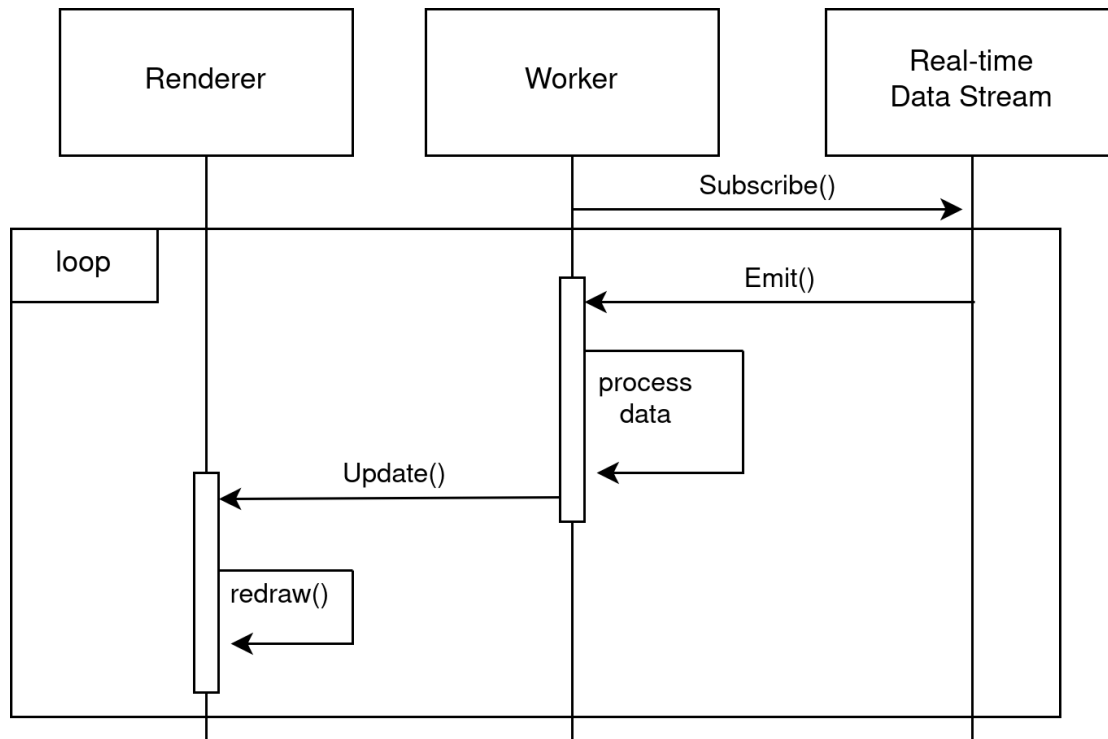 Renderer
Worker
Real-time
Data Stream
Subscribe()
loop
Emit()
process
data
Update()
redraw()